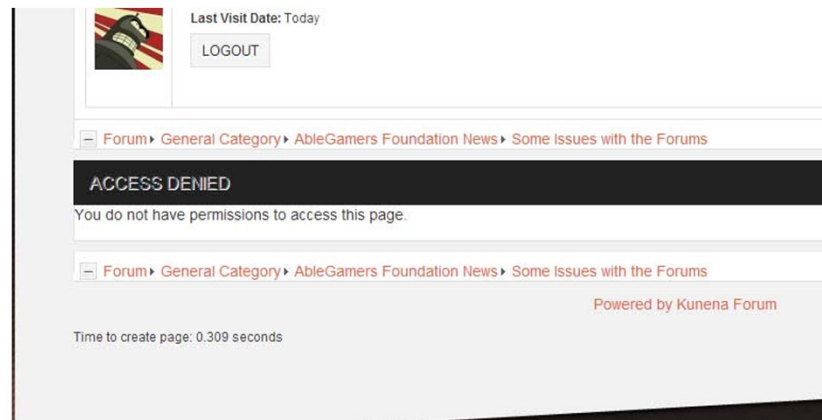 Last Visit Date: Today
LOGOUT
Forum General Category AbleGamers Foundation News Some Issues with the Forums
ACCESS DENIED
You do not have permissions to access this page.
Forum General Category AbleGamers Foundation News Some Issues with the Forums
Powered by Kunena Forum
Time to create page: 0.309 seconds